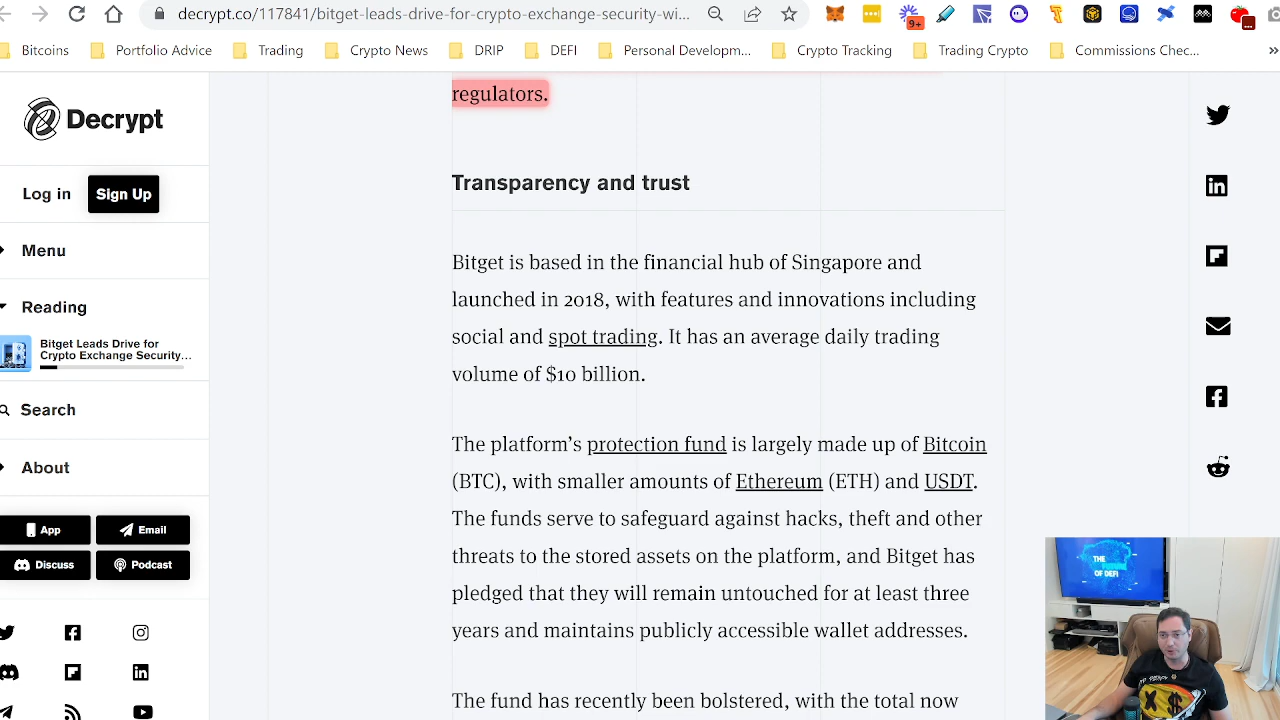 decrypt.co/117841/bitget-leads-drive-for-crypto-exchange-security-wi...
9+
Bitcoins
Portfolio Advice
Trading
Crypto News
DRIP
DEFI
Personal Developm...
Crypto Tracking
Trading Crypto
Commissions.Chec...
»
Decrypt
Log in
Sign Up
Menu
Reading
Bitget Leads Drive for
Crypto Exchange Security...
Search
About
App
Email
Discuss
Podcast
regulators.
Transparency and trust
Bitget is based in the financial hub of Singapore and
launched in 2018, with features and innovations including
social and spot trading. It has an average daily trading
volume of $10 billion.
The platform’s protection fund is largely made up of Bitcoin
(BTC), with smaller amounts of Ethereum (ETH) and USDT.
The funds serve to safeguard against hacks, theft and other
threats to the stored assets on the platform, and Bitget has
pledged that they will remain untouched for at least three
years and maintains publicly accessible wallet addresses.
The fund has recently been bolstered, with the total now
THE
FUTURE
OF DEFI